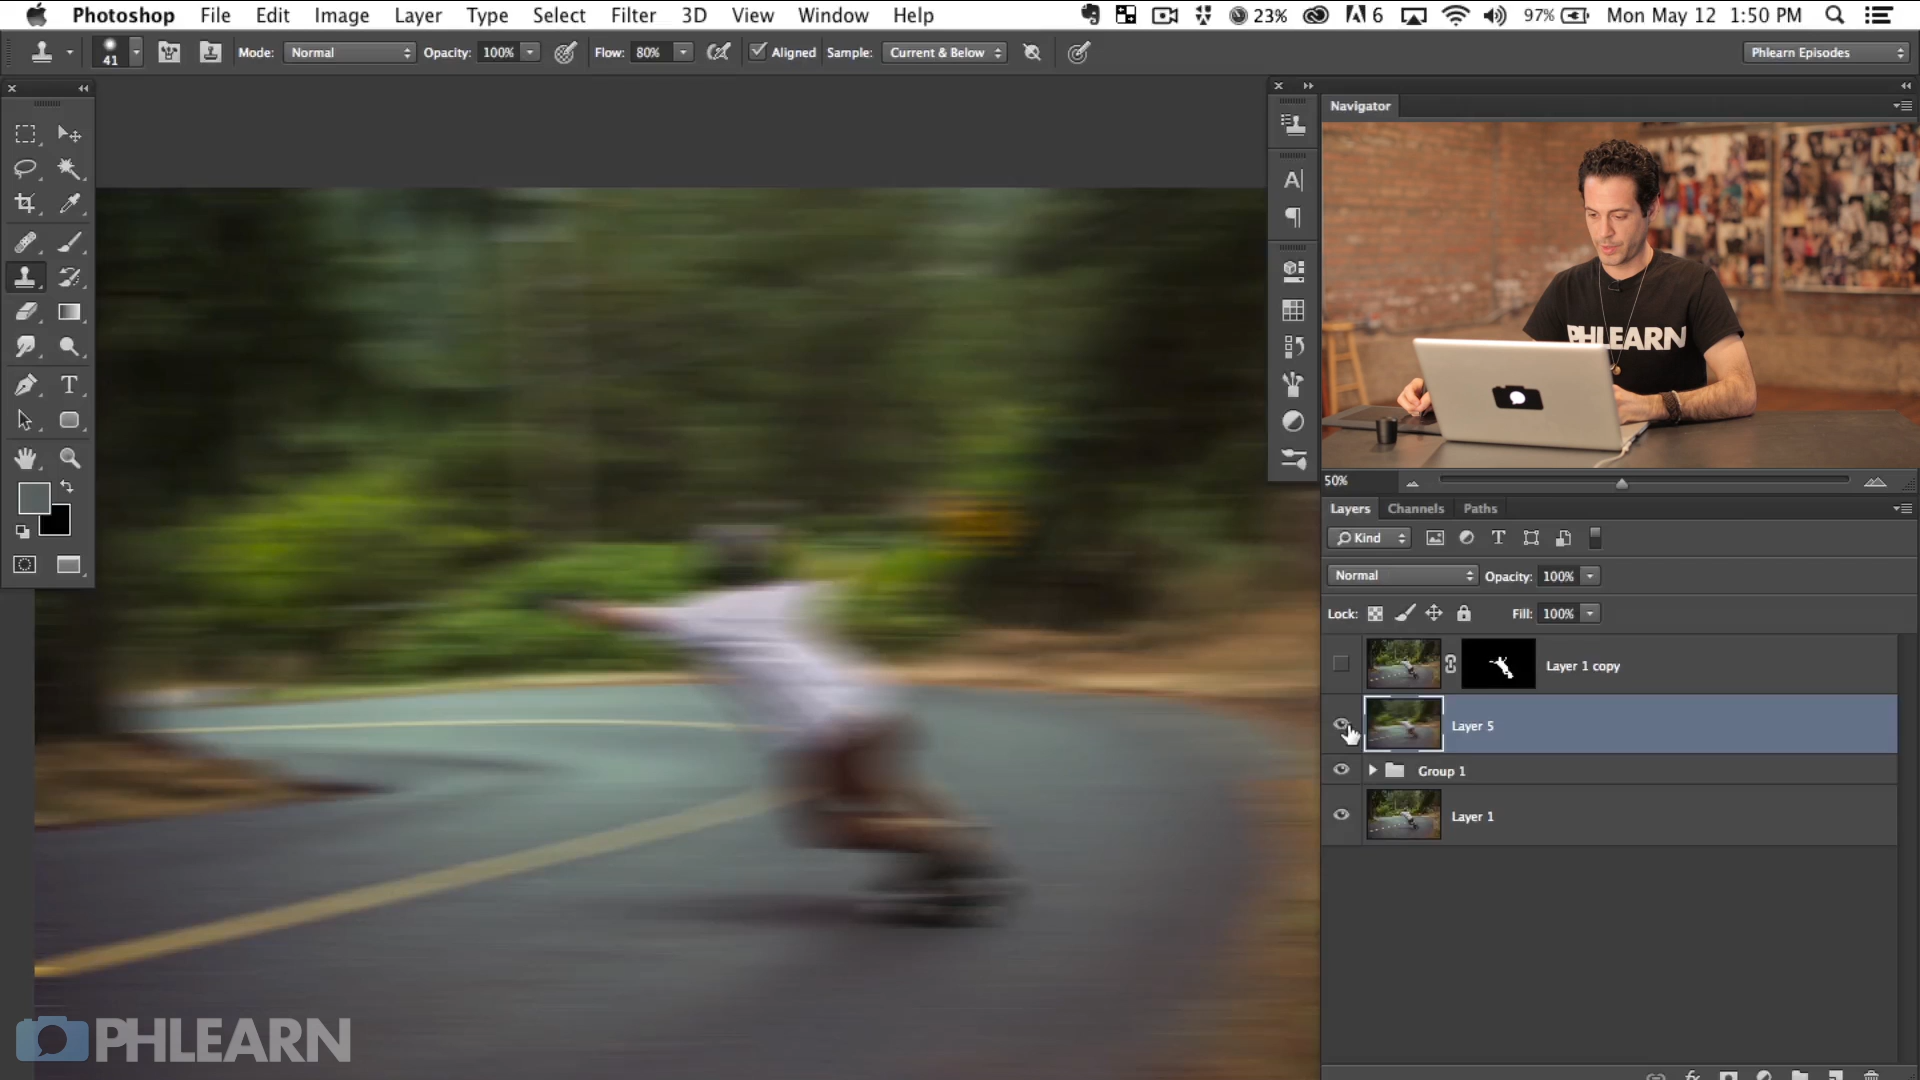 Photoshop File Edit Image Layer Type Select Filter 3D View Window Help 23% 6 97% Mon May 12 1:50 PM
41 Mode: Normal Opacity: 100% Flow: 80% Aligned Sample: Current & Below Phlearn Episodes
Navigator
PHLEARN
50%
Layers Channels Paths
Kind
Normal Opacity: 100%
Lock: Fill: 100%
Layer 1 copy
Layer 5
Group 1
Layer 1
PHLEARN